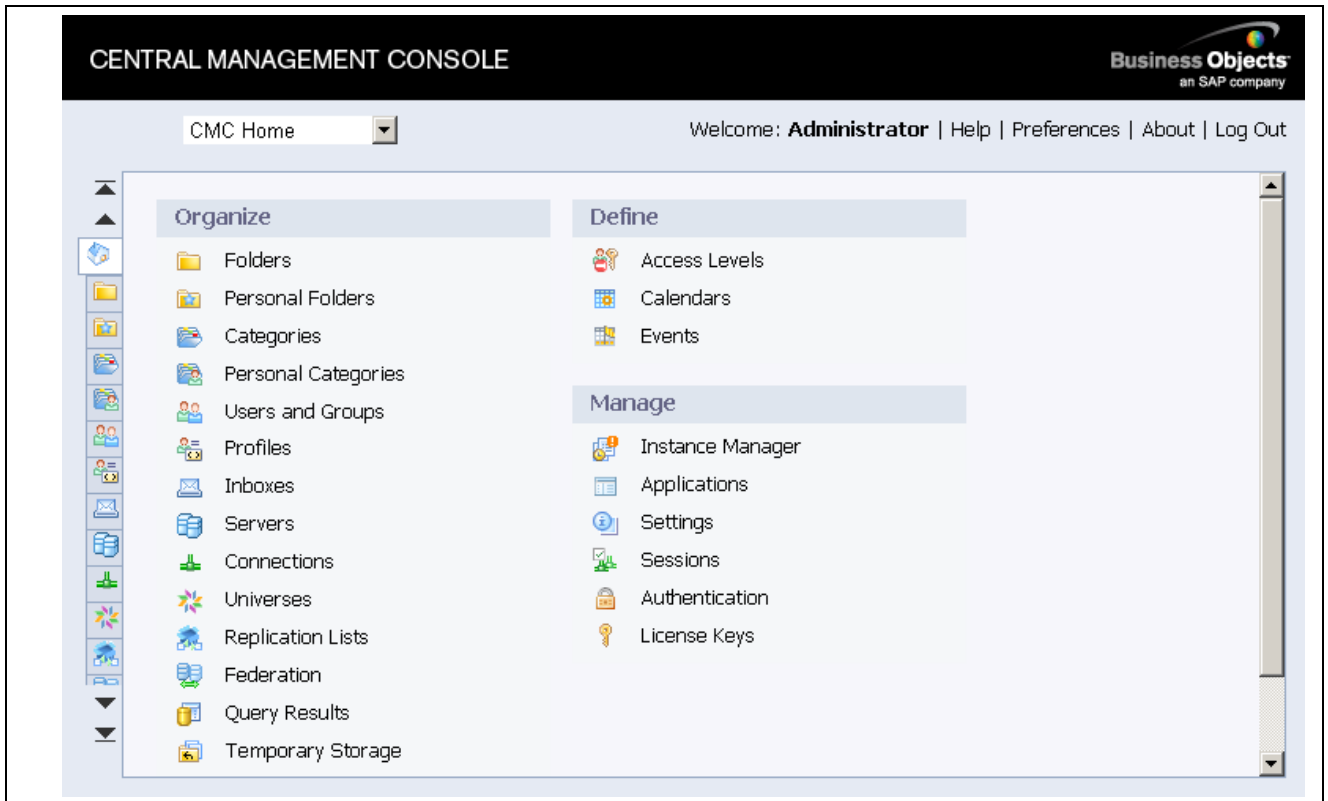 CENTRAL MANAGEMENT CONSOLE
Business Objects
an SAP company
CMC Home
Welcome: Administrator | Help | Preferences | About | Log Out
Organize
Folders
Personal Folders
Categories
Personal Categories
Users and Groups
Profiles
Inboxes
Servers
Connections
Universes
Replication Lists
Federation
Query Results
Temporary Storage
Define
Access Levels
Calendars
Events
Manage
Instance Manager
Applications
Settings
Sessions
Authentication
License Keys